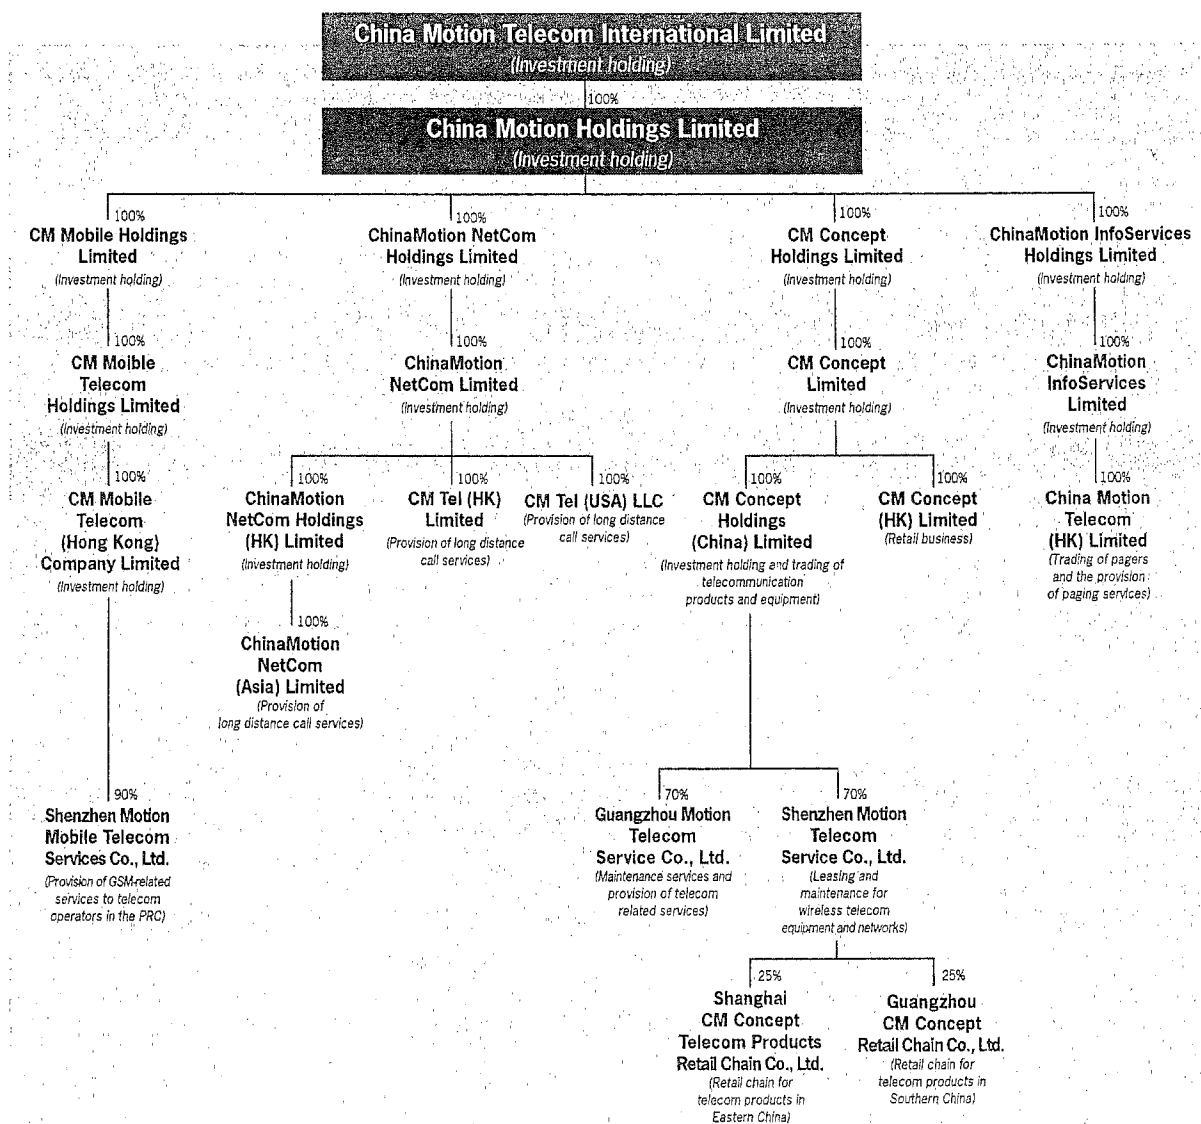 China Motion Telecom International Limited
(Investment holding)
100%
China Motion Holdings Limited
(Investment holding)
100%
CM Mobile Holdings
Limited
(Investment holding)
100%
ChinaMotion NetCom
Holdings Limited
(Investment holding)
100%
CM Concept
Holdings Limited
(Investment holding)
100%
ChinaMotion InfoServices
Holdings Limited
(Investment holding)
100%
CM Moible
Telecom
Holdings Limited
(Investment holding)
100%
ChinaMotion
NetCom Limited
(Investment holding)
100%
CM Concept
Limited
(Investment holding)
100%
ChinaMotion
InfoServices
Limited
(Investment holding)
100%
CM Mobile
Telecom
(Hong Kong)
Company Limited
(Investment holding)
100%
ChinaMotion
NetCom Holdings
(HK) Limited
(Investment holding)
100%
CM Tel (HK)
Limited
(Provision of long distance
call services)
100%
CM Tel (USA) LLC
(Provision of long distance
call services)
100%
CM Concept
Holdings
(China) Limited
(Investment holding and trading of
telecommunication
products and equipment)
100%
CM Concept
(HK) Limited
(Retail business)
100%
China Motion
Telecom
(HK) Limited
(Trading of pagers
and the provision
of paging services)
100%
ChinaMotion
NetCom
(Asia) Limited
(Provision of
long distance call services)
90%
Shenzhen Motion
Mobile Telecom
Services Co., Ltd.
(Provision of GSM-related
services to telecom
operators in the PRC)
70%
Guangzhou Motion
Telecom
Service Co., Ltd.
(Maintenance services and
provision of telecom
related services)
70%
Shenzhen Motion
Telecom
Service Co., Ltd.
(Leasing and
maintenance for
wireless telecom
equipment and networks)
25%
Shanghai
CM Concept
Telecom Products
Retail Chain Co., Ltd.
(Retail chain for
telecom products in
Eastern China)
25%
Guangzhou
CM Concept
Retail Chain Co., Ltd.
(Retail chain for
telecom products in
Southern China)